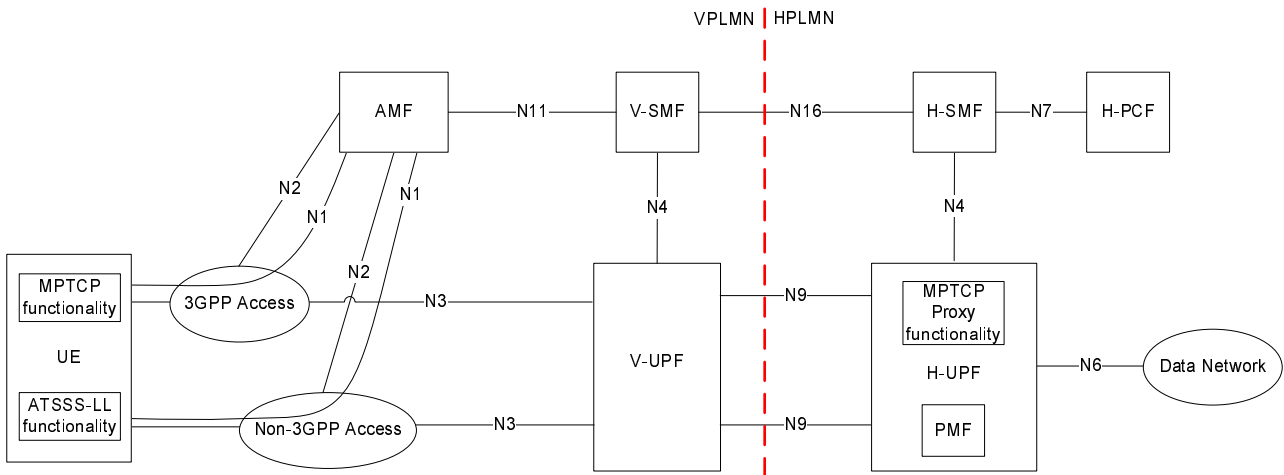 VPLMN
HPLMN
AMF
N11
V-SMF
N16
H-SMF
N7
H-PCF
N2
N1
N1
N4
N4
N2
MPTCP
functionality
UE
ATSSS-LL
functionality
3GPP Access
N3
Non-3GPP Access
N3
V-UPF
N9
N9
MPTCP
Proxy
functionality
H-UPF
PMF
N6
Data Network